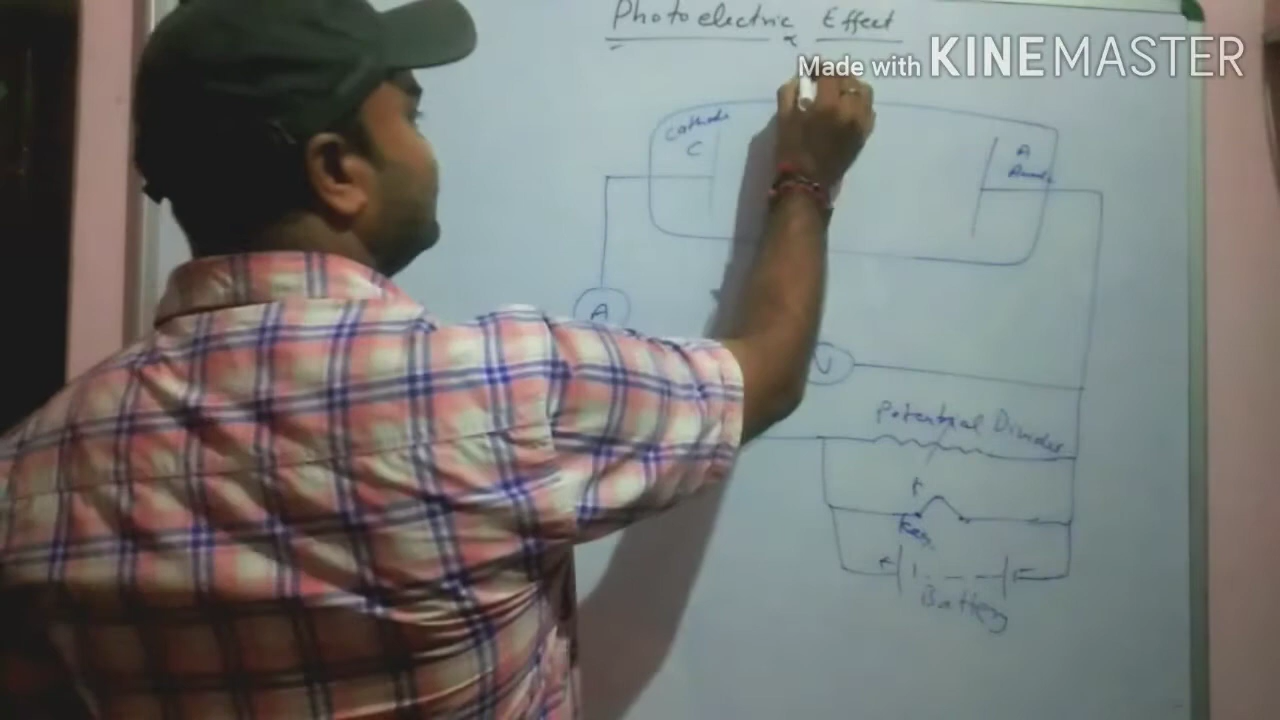 Photoelectric Effect
Made with KINEMASTER
Cathode
C
A
Anode
A
V
Potential Divider
Key
Battery